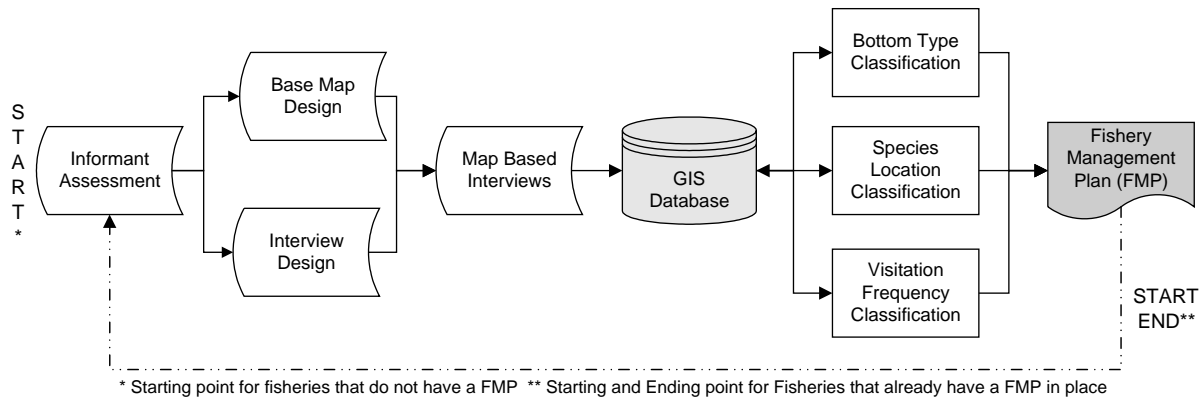 START*
Informant
Assessment
Base Map
Design
Interview
Design
Map Based
Interviews
GIS
Database
Bottom Type
Classification
Species
Location
Classification
Visitation
Frequency
Classification
Fishery
Management
Plan (FMP)
START
END**
* Starting point for fisheries that do not have a FMP ** Starting and Ending point for Fisheries that already have a FMP in place